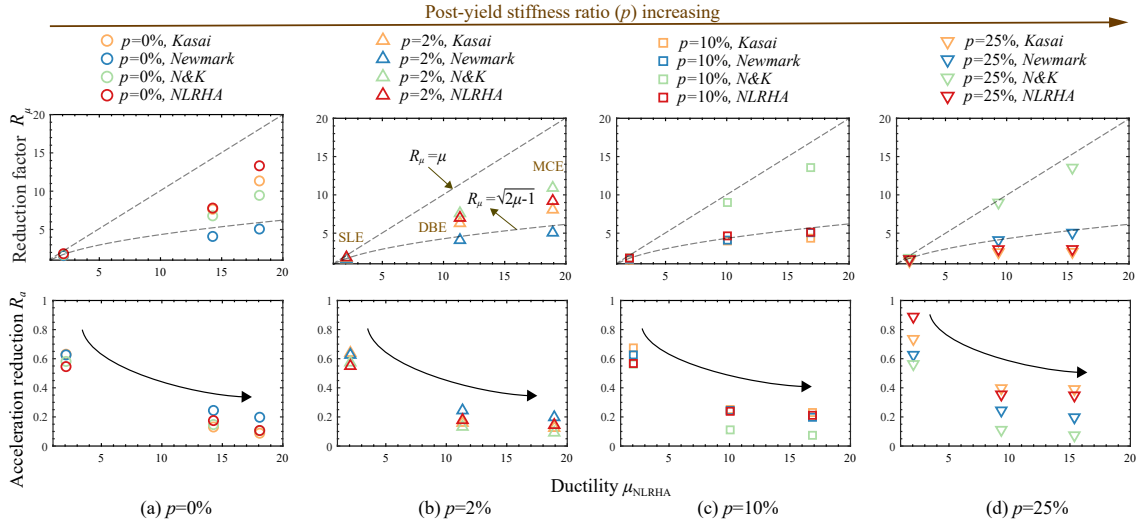 Post-yield stiffness ratio (p) increasing
p=0%, Kasai
p=0%, Newmark
p=0%, N&K
p=0%, NLRHA
p=2%, Kasai
p=2%, Newmark
p=2%, N&K
p=2%, NLRHA
p=10%, Kasai
p=10%, Newmark
p=10%, N&K
p=10%, NLRHA
p=25%, Kasai
p=25%, Newmark
p=25%, N&K
p=25%, NLRHA
Reduction factor Rμ
20
15
10
5
5 10 15 20
20
15
10
5
Rμ=μ
MCE
Rμ=√2μ-1
DBE
SLE
5 10 15 20
20
15
10
5
5 10 15 20
20
15
10
5
5 10 15 20
Acceleration reduction Ra
1
0.8
0.6
0.4
0.2
0
5 10 15 20
1
0.8
0.6
0.4
0.2
0
5 10 15 20
1
0.8
0.6
0.4
0.2
0
5 10 15 20
1
0.8
0.6
0.4
0.2
0
5 10 15 20
Ductility μNLRHA
(a) p=0%
(b) p=2%
(c) p=10%
(d) p=25%